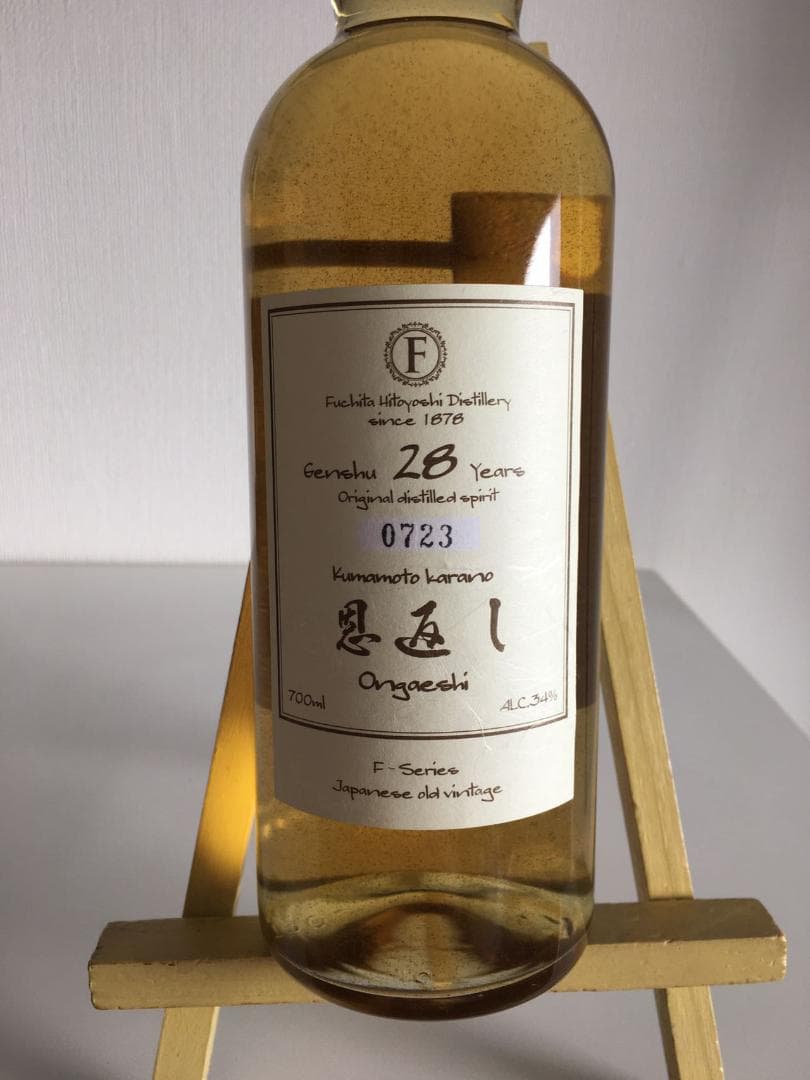 F
Fuchita Hitoyoshi Distillery
since 1878
Genshu 28 Years
Original distilled spirit
0723
Kumamoto karano
恩返し
Ongaeshi
700ml ALC.34%
F-Series
Japanese old vintage